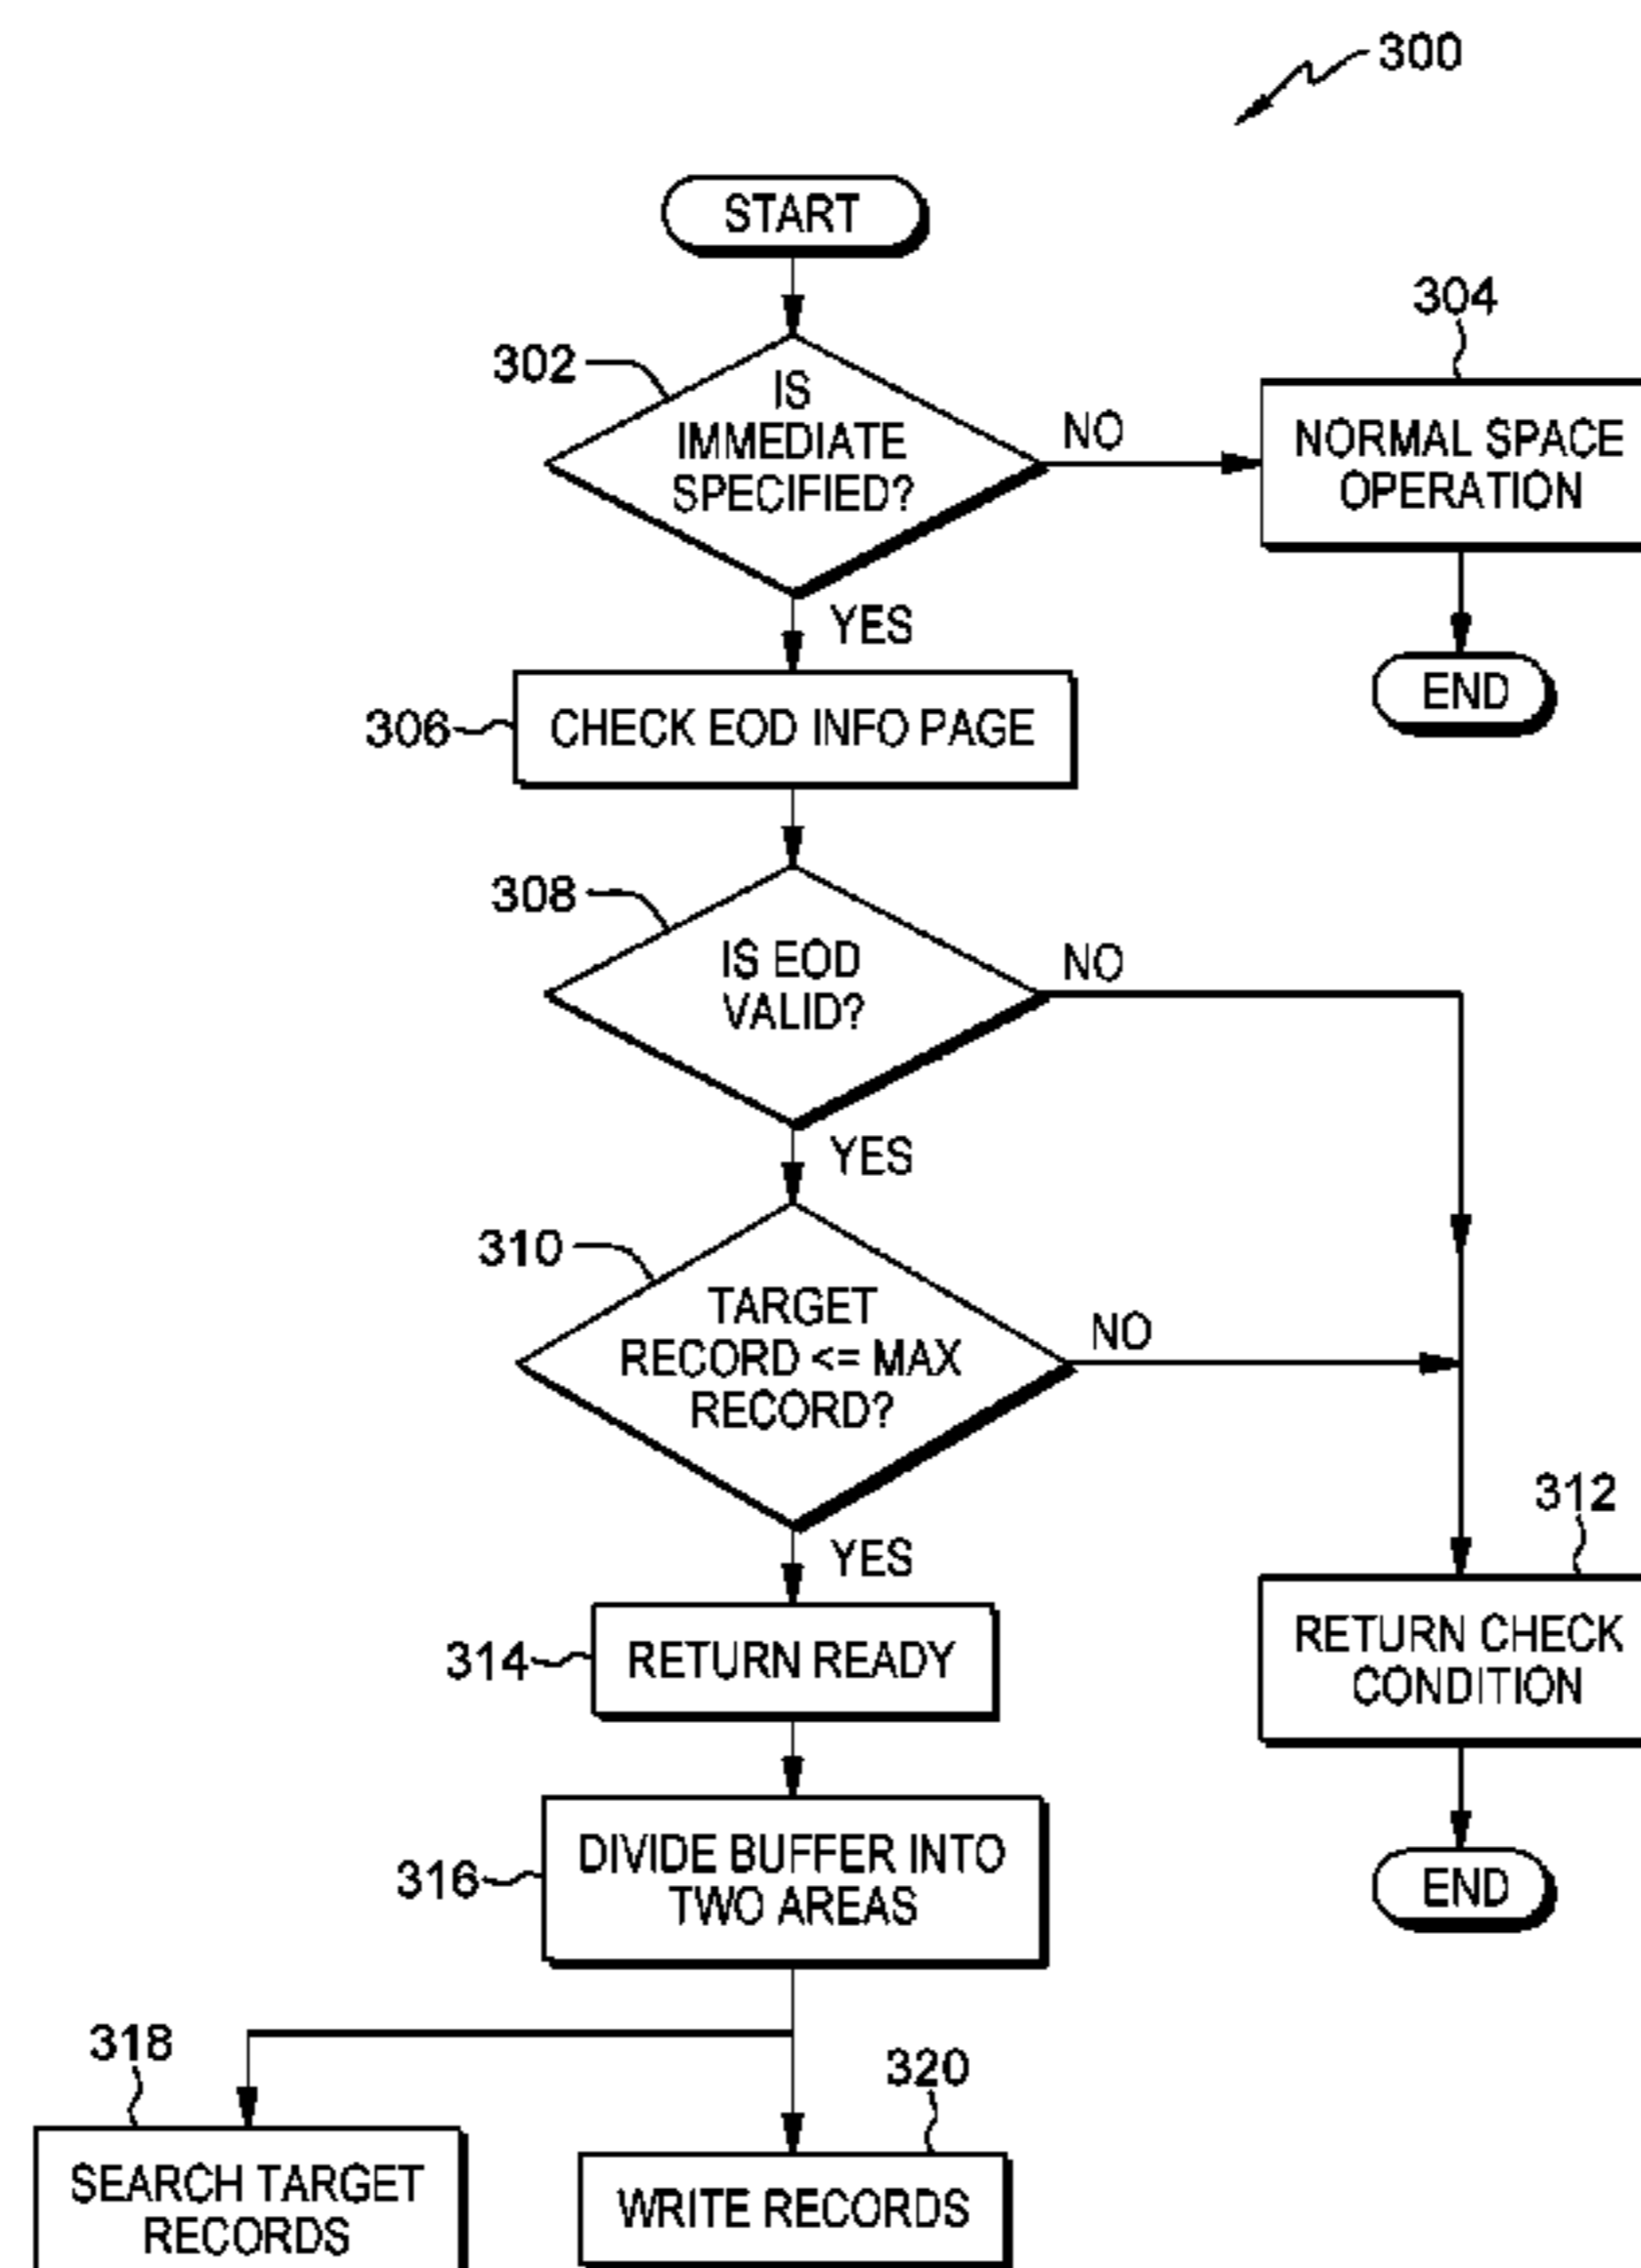 300
START
304
302
IS
IMMEDIATE
SPECIFIED?
NO
NORMAL SPACE
OPERATION
YES
END
306
CHECK EOD INFO PAGE
308
IS EOD
VALID?
NO
YES
310
TARGET
RECORD <= MAX
RECORD?
NO
312
YES
314
RETURN READY
RETURN CHECK
CONDITION
316
DIVIDE BUFFER INTO
TWO AREAS
END
318
320
SEARCH TARGET
RECORDS
WRITE RECORDS